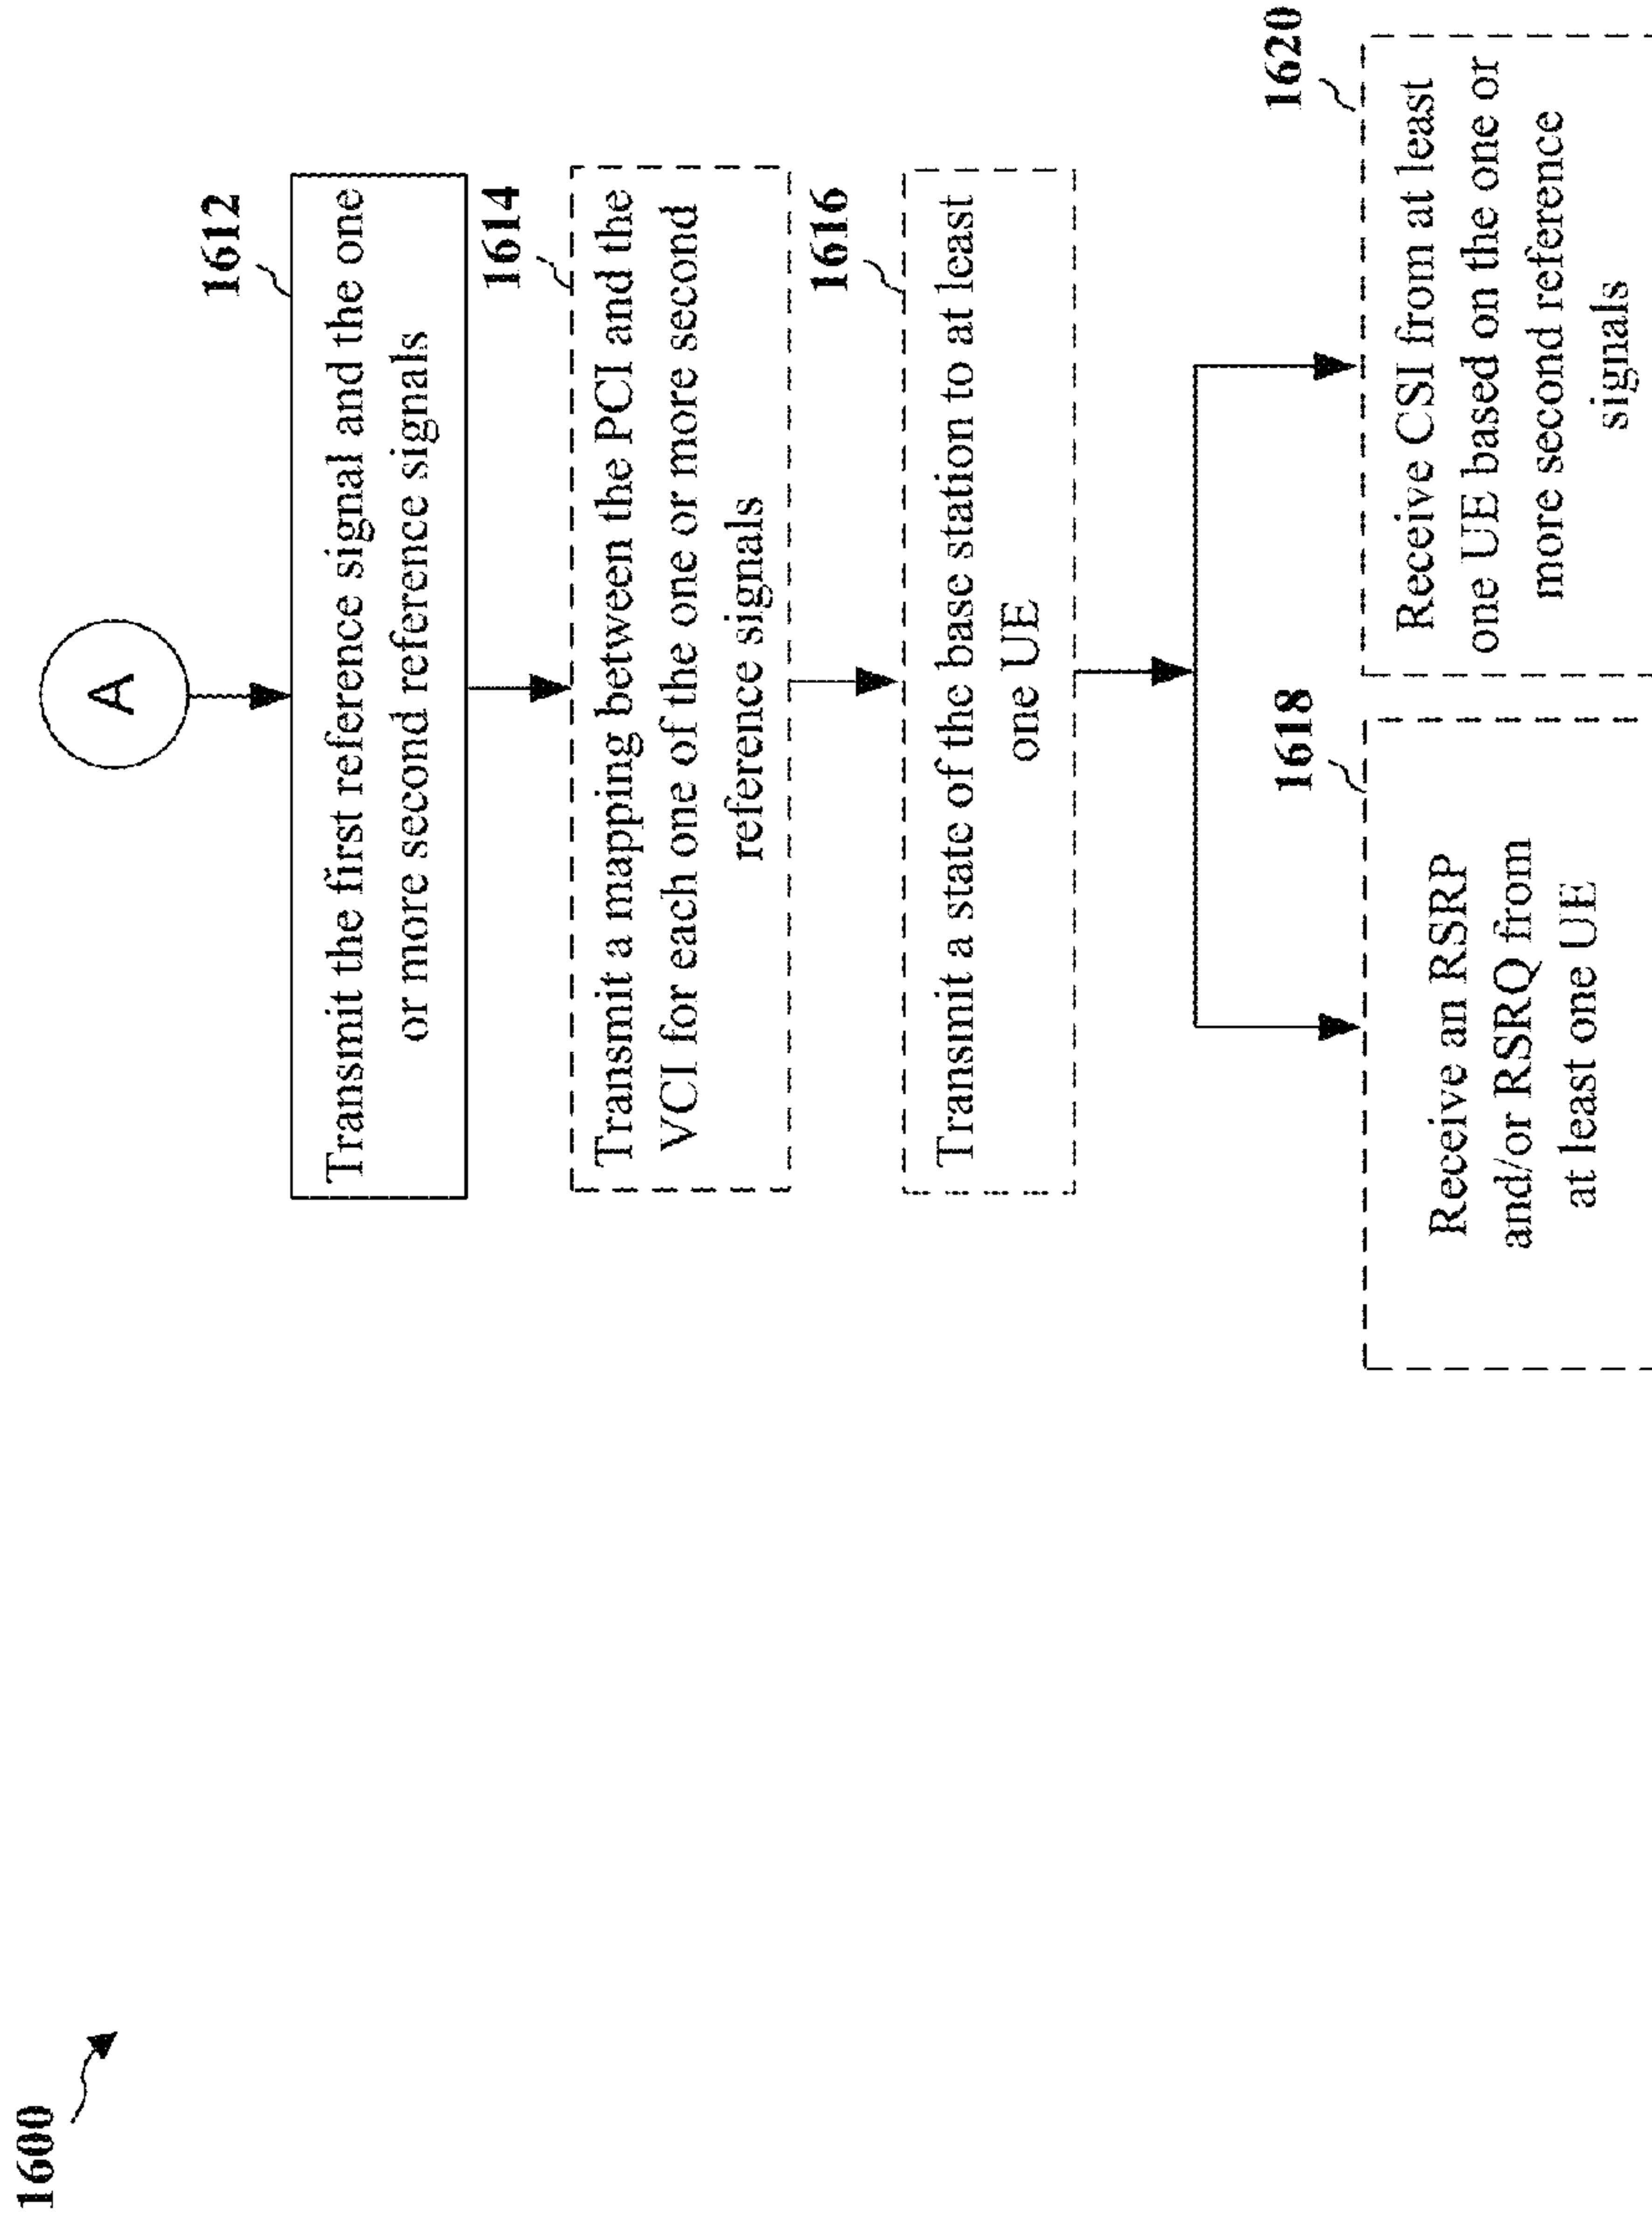 1600
A
1612
Transmit the first reference signal and the one
or more second reference signals
1614
Transmit a mapping between the PCI and the
VCI for each one of the one or more second
reference signals
1616
Transmit a state of the base station to at least
one UE
1618
Receive an RSRP
and/or RSRQ from
at least one UE
1620
Receive CSI from at least
one UE based on the one or
more second reference
signals